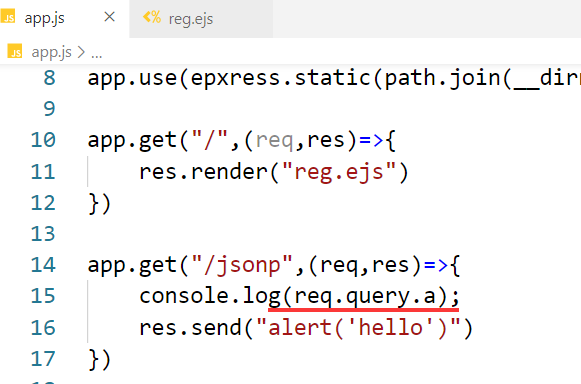 JS app.js ×
<%  reg.ejs
JS app.js > ...
8 app.use(epxress.static(path.join(__dir
9
10 app.get("/",(req,res)=>{
11 res.render("reg.ejs")
12 })
13
14 app.get("/jsonp",(req,res)=>{
15 console.log(req.query.a);
16 res.send("alert('hello')")
17 })